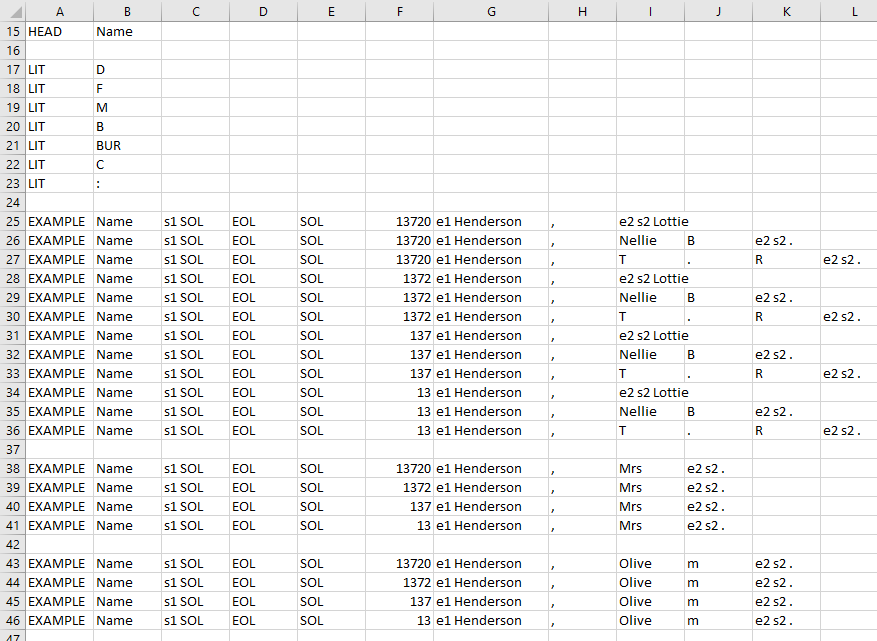 A B C D E F G H I J K L
15 HEAD Name
16
17 LIT D
18 LIT F
19 LIT M
20 LIT B
21 LIT BUR
22 LIT C
23 LIT :
24
25 EXAMPLE Name s1 SOL EOL SOL 13720 e1 Henderson , e2 s2 Lottie
26 EXAMPLE Name s1 SOL EOL SOL 13720 e1 Henderson , Nellie B e2 s2 .
27 EXAMPLE Name s1 SOL EOL SOL 13720 e1 Henderson , T . R e2 s2 .
28 EXAMPLE Name s1 SOL EOL SOL 1372 e1 Henderson , e2 s2 Lottie
29 EXAMPLE Name s1 SOL EOL SOL 1372 e1 Henderson , Nellie B e2 s2 .
30 EXAMPLE Name s1 SOL EOL SOL 1372 e1 Henderson , T . R e2 s2 .
31 EXAMPLE Name s1 SOL EOL SOL 137 e1 Henderson , e2 s2 Lottie
32 EXAMPLE Name s1 SOL EOL SOL 137 e1 Henderson , Nellie B e2 s2 .
33 EXAMPLE Name s1 SOL EOL SOL 137 e1 Henderson , T . R e2 s2 .
34 EXAMPLE Name s1 SOL EOL SOL 13 e1 Henderson , e2 s2 Lottie
35 EXAMPLE Name s1 SOL EOL SOL 13 e1 Henderson , Nellie B e2 s2 .
36 EXAMPLE Name s1 SOL EOL SOL 13 e1 Henderson , T . R e2 s2 .
37
38 EXAMPLE Name s1 SOL EOL SOL 13720 e1 Henderson , Mrs e2 s2 .
39 EXAMPLE Name s1 SOL EOL SOL 1372 e1 Henderson , Mrs e2 s2 .
40 EXAMPLE Name s1 SOL EOL SOL 137 e1 Henderson , Mrs e2 s2 .
41 EXAMPLE Name s1 SOL EOL SOL 13 e1 Henderson , Mrs e2 s2 .
42
43 EXAMPLE Name s1 SOL EOL SOL 13720 e1 Henderson , Olive m e2 s2 .
44 EXAMPLE Name s1 SOL EOL SOL 1372 e1 Henderson , Olive m e2 s2 .
45 EXAMPLE Name s1 SOL EOL SOL 137 e1 Henderson , Olive m e2 s2 .
46 EXAMPLE Name s1 SOL EOL SOL 13 e1 Henderson , Olive m e2 s2 .
47